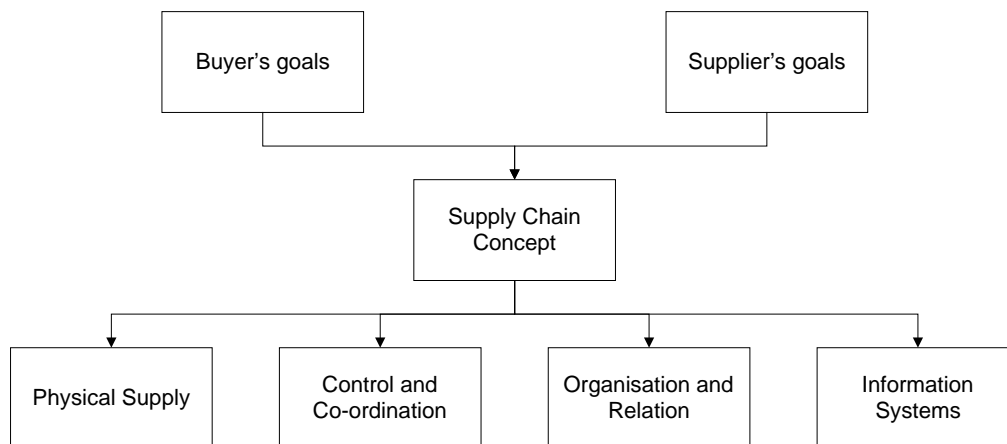 Buyer’s goals
Supplier’s goals
Supply Chain
Concept
Physical Supply
Control and
Co-ordination
Organisation and
Relation
Information
Systems